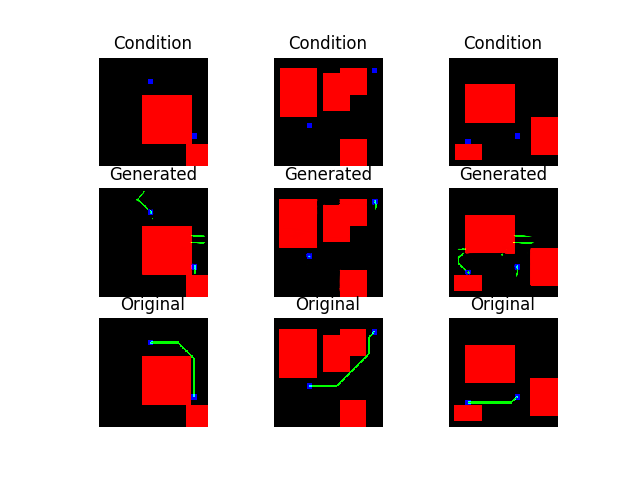 Condition
Condition
Condition
Generated
Generated
Generated
Original
Original
Original